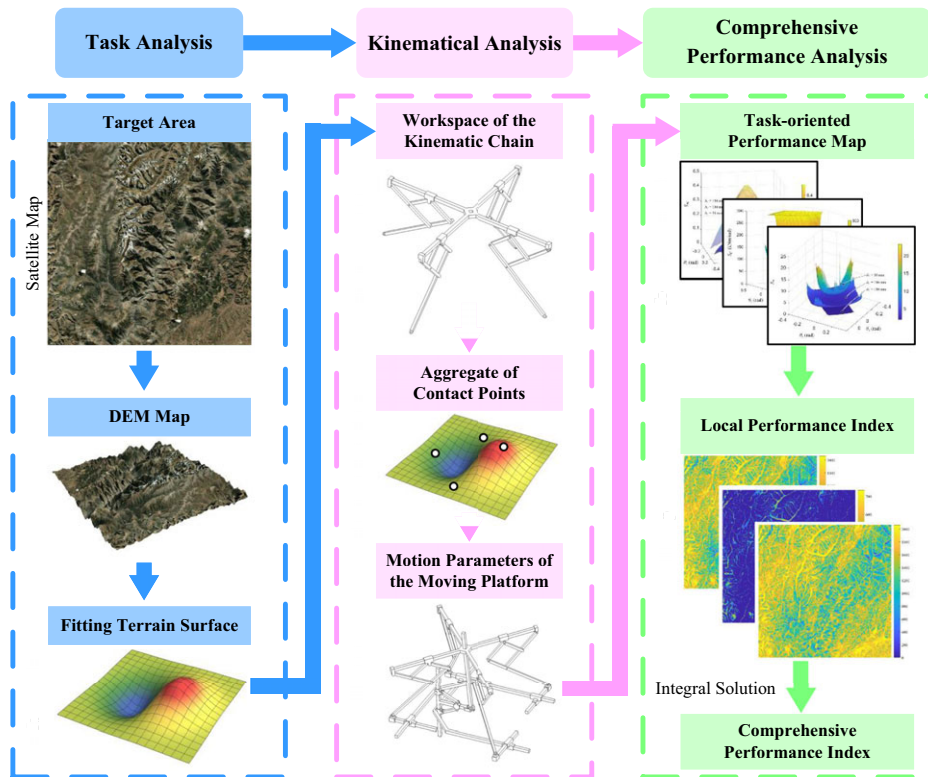 Task Analysis
Kinematical Analysis
Comprehensive
Performance Analysis
Target Area
Satellite Map
DEM Map
Fitting Terrain Surface
Workspace of the
Kinematic Chain
Aggregate of
Contact Points
Motion Parameters of
the Moving Platform
Task-oriented
Performance Map
Local Performance Index
Integral Solution
Comprehensive
Performance Index